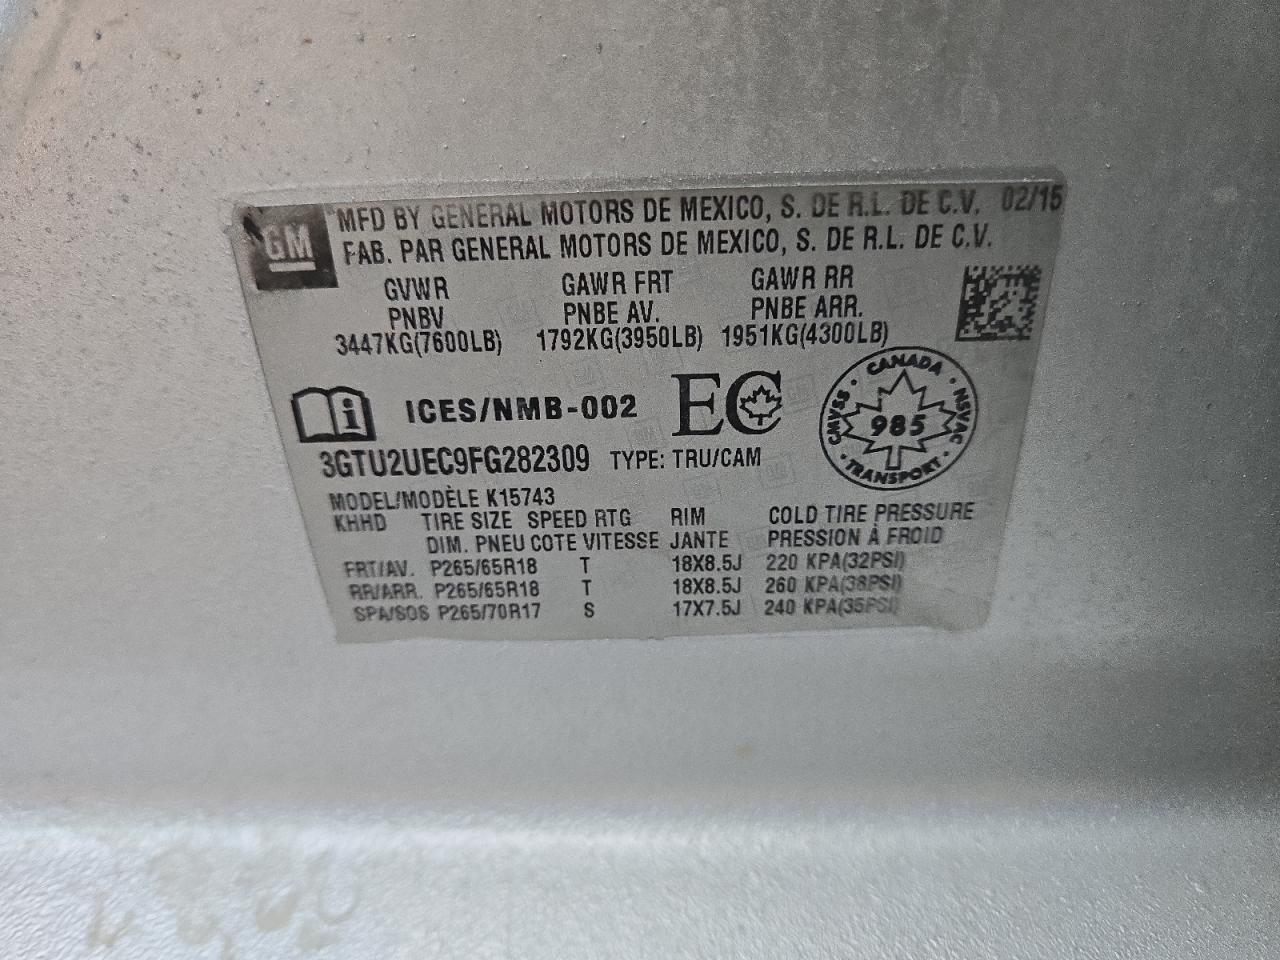 GM
MFD BY GENERAL MOTORS DE MEXICO, S. DE R.L. DE C.V. 02/15
FAB. PAR GENERAL MOTORS DE MEXICO, S. DE R.L. DE C.V.
GVWR GAWR FRT GAWR RR
PNBV PNBE AV. PNBE ARR.
3447KG(7600LB) 1792KG(3950LB) 1951KG(4300LB)
i ICES/NMB-002 EC
CANADA
CMVSS 985 NSVAC
TRANSPORT
3GTU2UEC9FG282309 TYPE: TRU/CAM
MODEL/MODÈLE K15743
KHHD TIRE SIZE SPEED RTG RIM COLD TIRE PRESSURE
DIM. PNEU COTE VITESSE JANTE PRESSION À FROID
FRT/AV. P265/65R18 T 18X8.5J 220 KPA(32PSI)
RR/ARR. P265/65R18 T 18X8.5J 260 KPA(38PSI)
SPA/SOS P265/70R17 S 17X7.5J 240 KPA(35PSI)